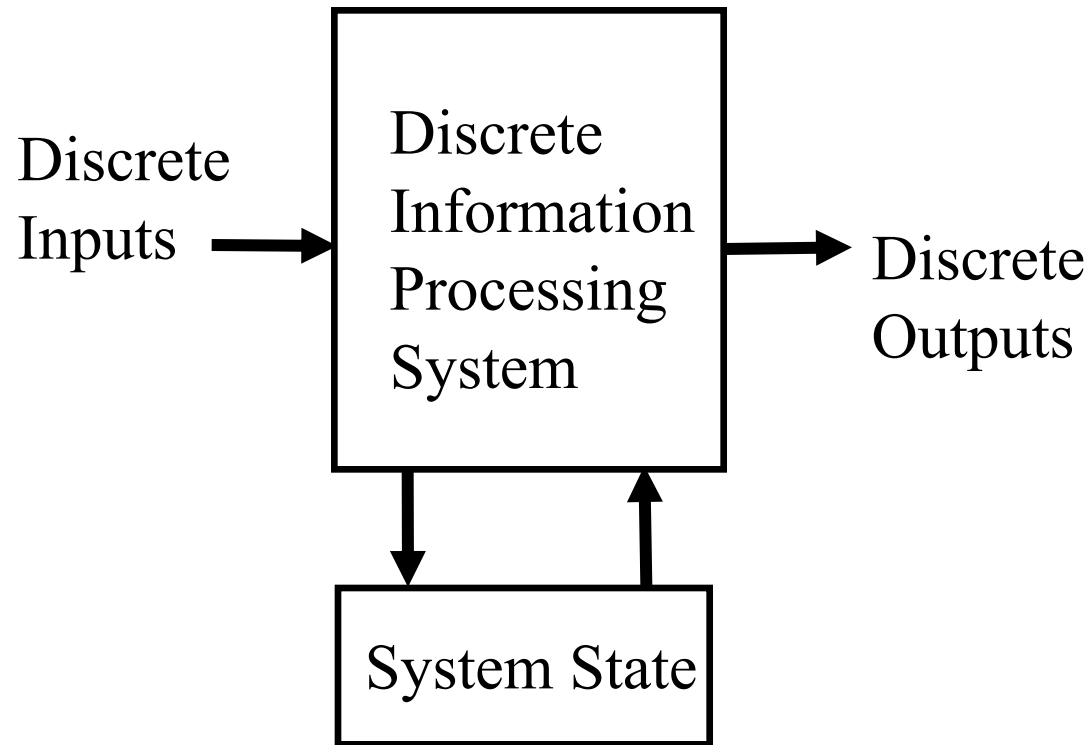 Discrete
Inputs
Discrete
Information
Processing
System
Discrete
Outputs
System State